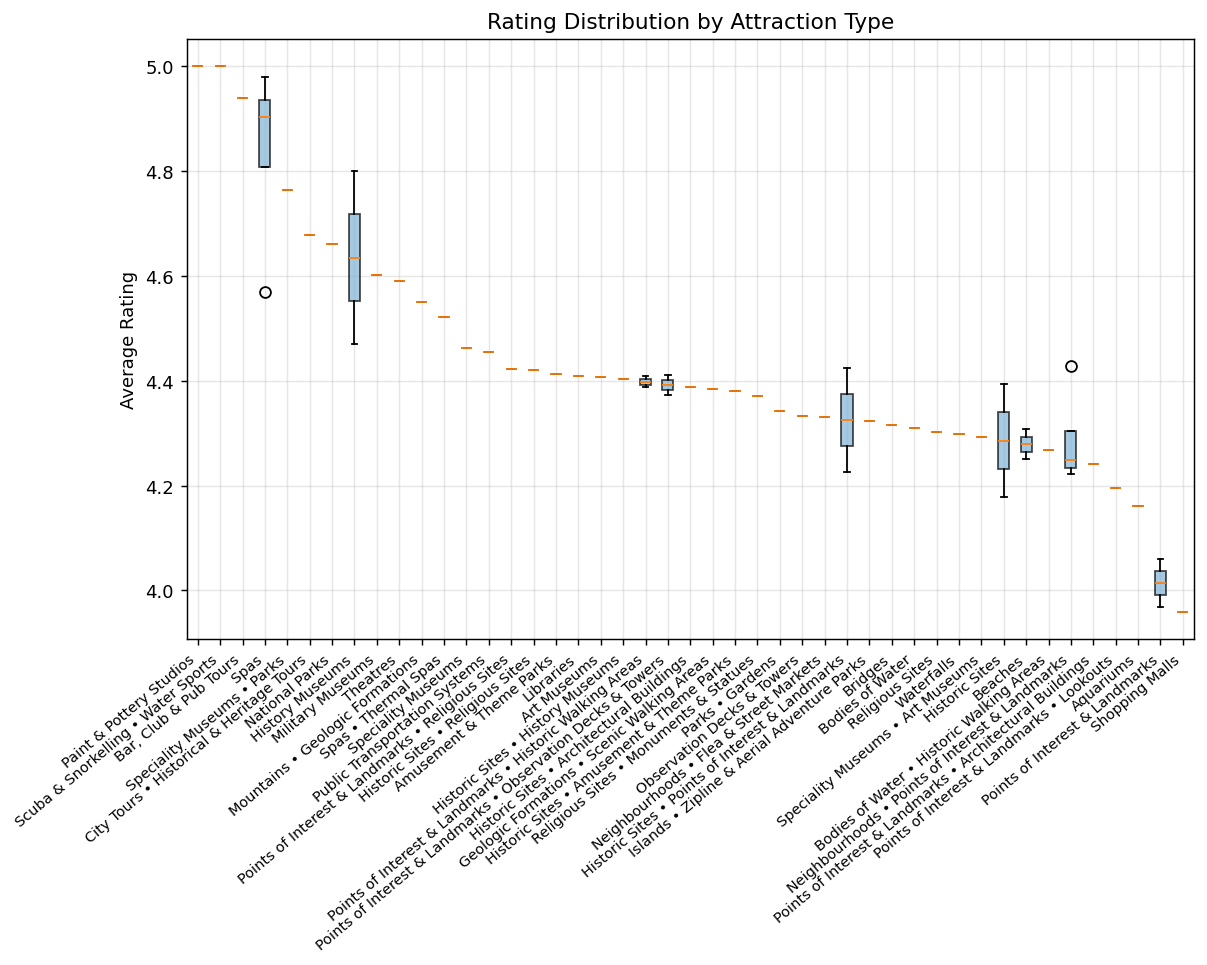 Rating Distribution by Attraction Type
Average Rating
5.0
4.8
4.6
4.4
4.2
4.0
Paint & Pottery Studios
Scuba & Snorkelling • Water Sports
Bar, Club & Pub Tours
Spas
Speciality Museums • Parks
City Tours • Historical & Heritage Tours
National Parks
History Museums
Military Museums
Theatres
Mountains • Geologic Formations
Spas • Thermal Spas
Speciality Museums
Public Transportation Systems
Points of Interest & Landmarks • Religious Sites
Historic Sites • Religious Sites
Amusement & Theme Parks
Libraries
Art Museums
Historic Sites • History Museums
Points of Interest & Landmarks • Historic Walking Areas
Points of Interest & Landmarks • Observation Decks & Towers
Historic Sites • Architectural Buildings
Geologic Formations • Scenic Walking Areas
Historic Sites • Amusement & Theme Parks
Religious Sites • Monuments & Statues
Parks • Gardens
Observation Decks & Towers
Neighbourhoods • Flea & Street Markets
Historic Sites • Points of Interest & Landmarks
Islands • Zipline & Aerial Adventure Parks
Bridges
Bodies of Water
Religious Sites
Waterfalls
Speciality Museums • Art Museums
Historic Sites
Beaches
Bodies of Water • Historic Walking Areas
Neighbourhoods • Points of Interest & Landmarks
Points of Interest & Landmarks • Architectural Buildings
Points of Interest & Landmarks • Lookouts
Aquariums
Points of Interest & Landmarks
Shopping Malls